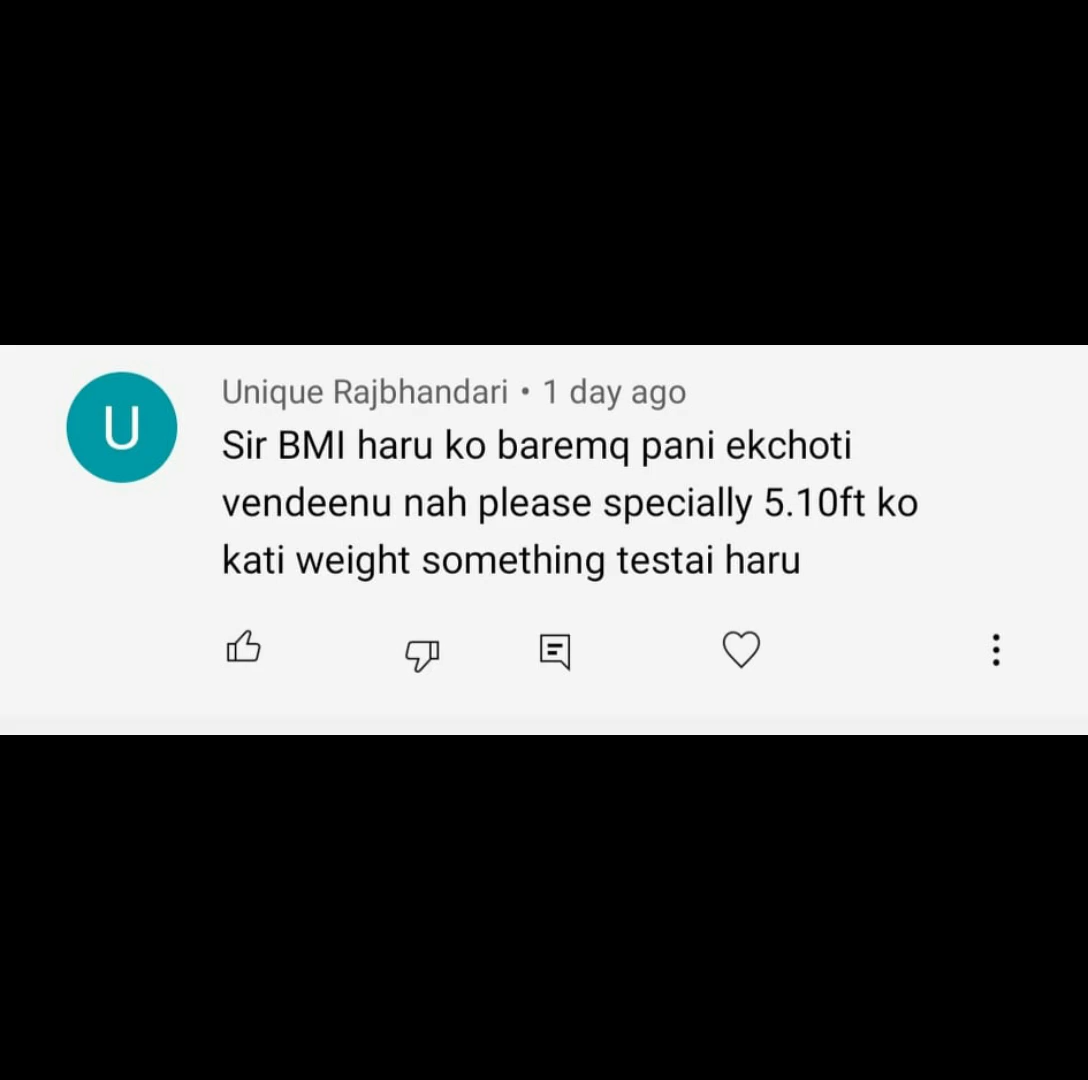 U
Unique Rajbhandari • 1 day ago
Sir BMI haru ko baremq pani ekchoti
vendeenu nah please specially 5.10ft ko
kati weight something testai haru